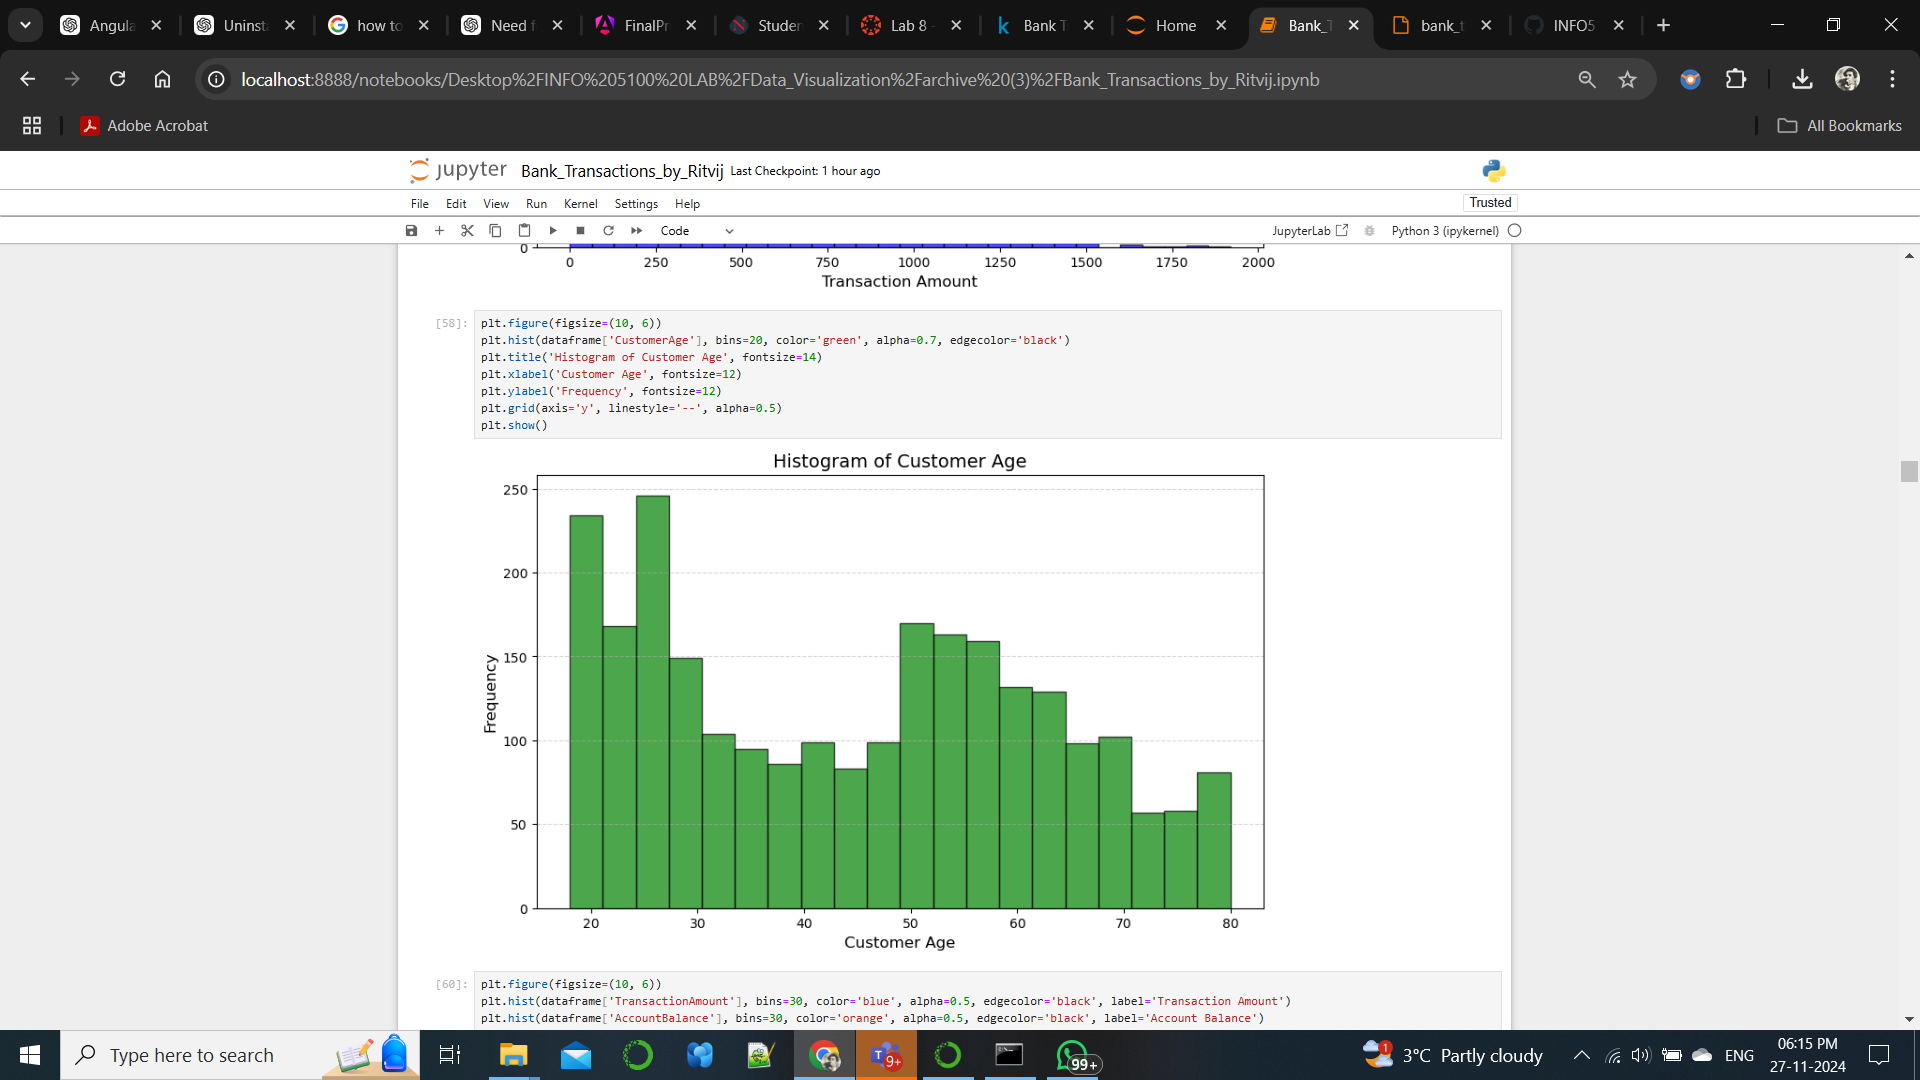 Angula
Uninsta
how to
Need f
FinalPr
Studen
Lab 8 -
Bank T
Home
Bank_T
bank_t
INFO5
localhost:8888/notebooks/Desktop%2FINFO%205100%20LAB%2FData_Visualization%2Farchive%20(3)%2FBank_Transactions_by_Ritvij.ipynb
Adobe Acrobat
All Bookmarks
jupyter Bank_Transactions_by_Ritvij Last Checkpoint: 1 hour ago
File Edit View Run Kernel Settings Help
Trusted
Code
JupyterLab
Python 3 (ipykernel)
0
0 250 500 750 1000 1250 1500 1750 2000
Transaction Amount
[58]:
plt.figure(figsize=(10, 6))
plt.hist(dataframe['CustomerAge'], bins=20, color='green', alpha=0.7, edgecolor='black')
plt.title('Histogram of Customer Age', fontsize=14)
plt.xlabel('Customer Age', fontsize=12)
plt.ylabel('Frequency', fontsize=12)
plt.grid(axis='y', linestyle='--', alpha=0.5)
plt.show()
Histogram of Customer Age
250
200
150
100
50
0
Frequency
20 30 40 50 60 70 80
Customer Age
[60]:
plt.figure(figsize=(10, 6))
plt.hist(dataframe['TransactionAmount'], bins=30, color='blue', alpha=0.5, edgecolor='black', label='Transaction Amount')
plt.hist(dataframe['AccountBalance'], bins=30, color='orange', alpha=0.5, edgecolor='black', label='Account Balance')
Type here to search
9+
99+
1
3°C Partly cloudy
ENG
06:15 PM
27-11-2024